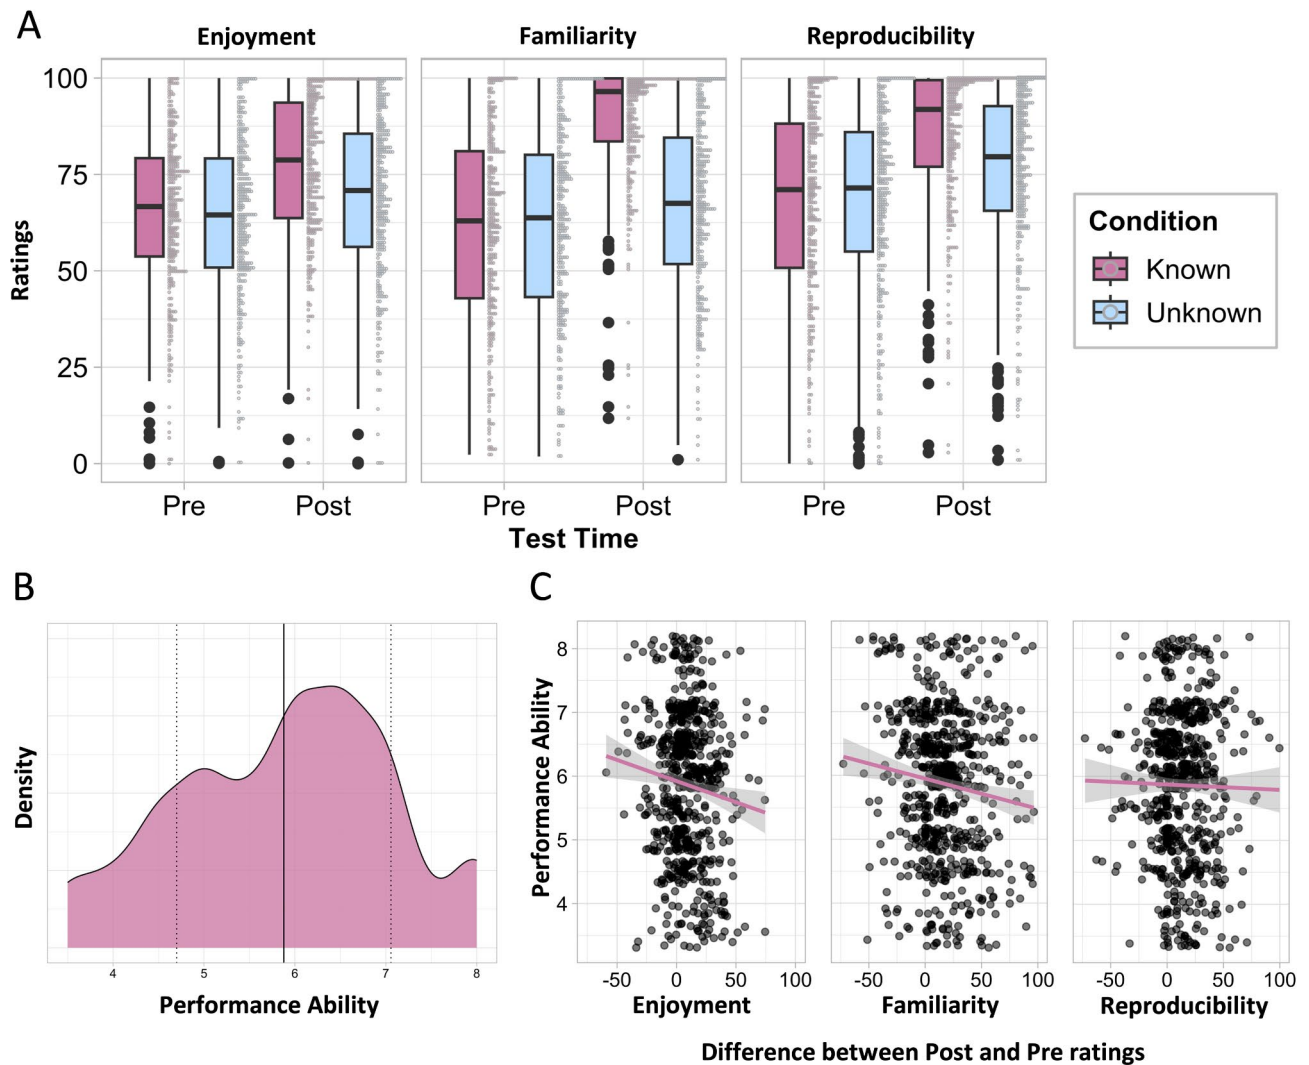 A
Enjoyment Familiarity Reproducibility
100
75
50
25
0
Ratings
Pre Post Pre Post Pre Post
Test Time
Condition
Known
Unknown
B
Density
4 5 6 7 8
Performance Ability
C
Performance Ability
8
7
6
5
4
-50 0 50 100 -50 0 50 100 -50 0 50 100
Enjoyment Familiarity Reproducibility
Difference between Post and Pre ratings